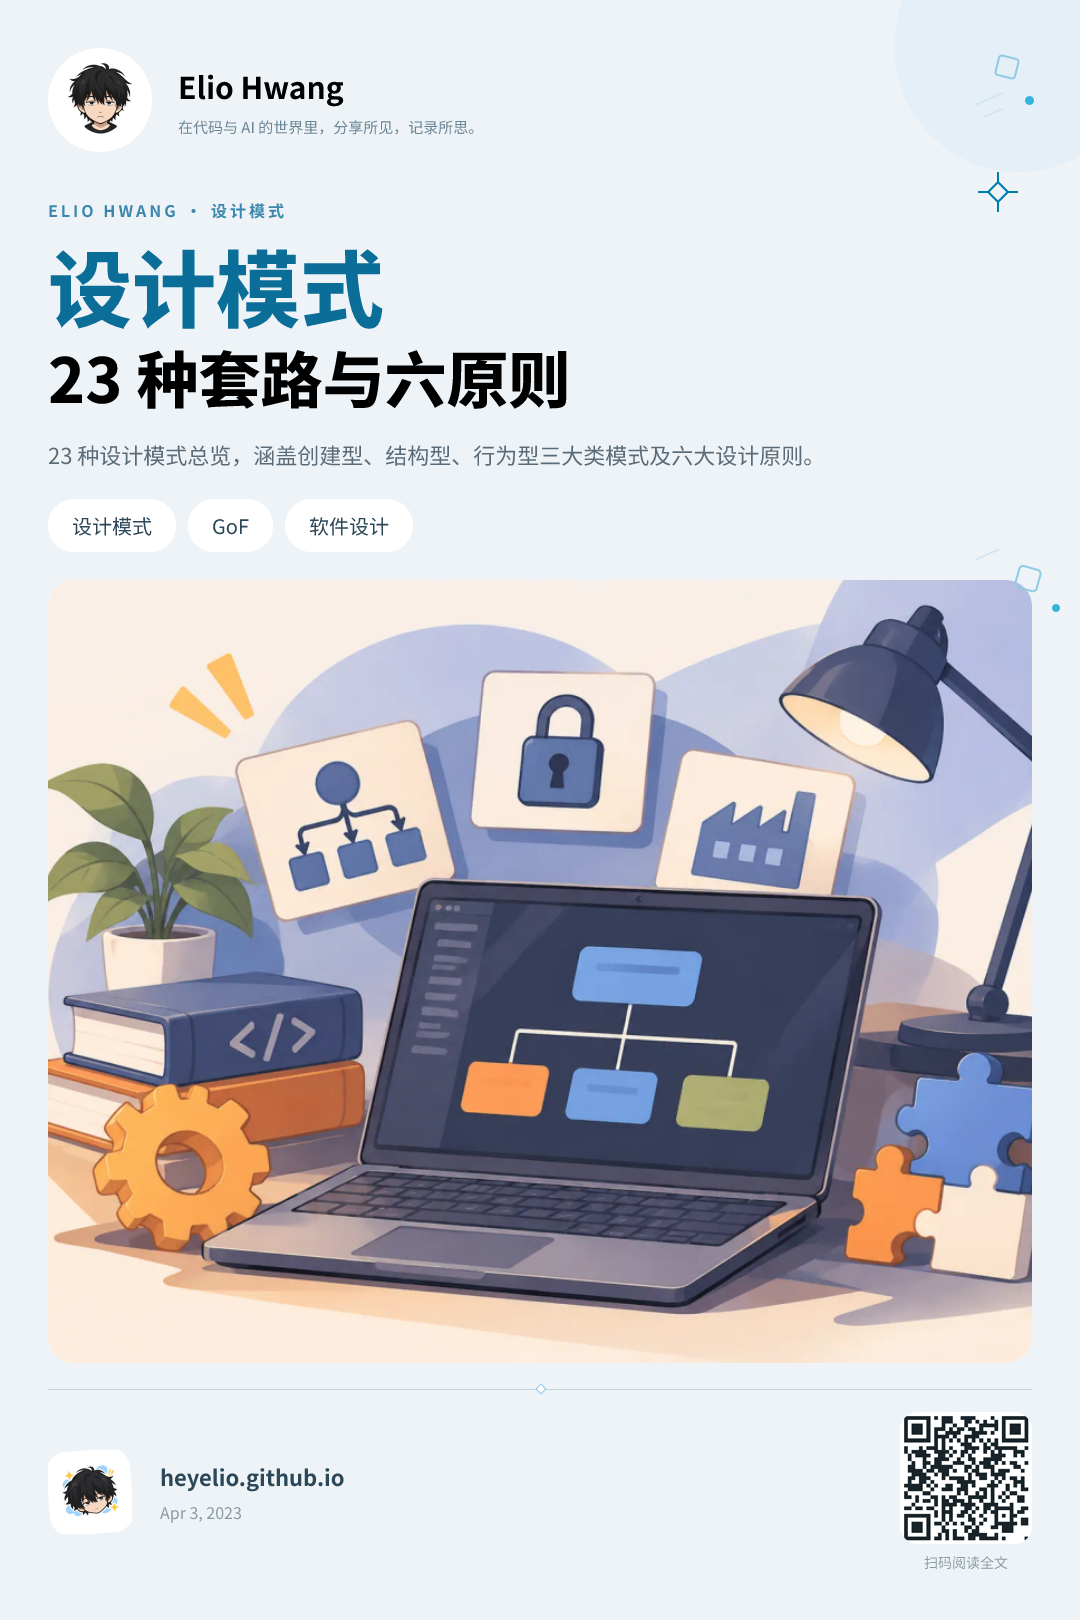 Elio Hwang
在代码与 AI 的世界里，分享所见，记录所思。
ELIO HWANG • 设计模式
设计模式
23 种套路与六原则
23 种设计模式总览，涵盖创建型、结构型、行为型三大类模式及六大设计原则。
设计模式
GoF
软件设计
</>
heyelio.github.io
Apr 3, 2023
扫码阅读全文